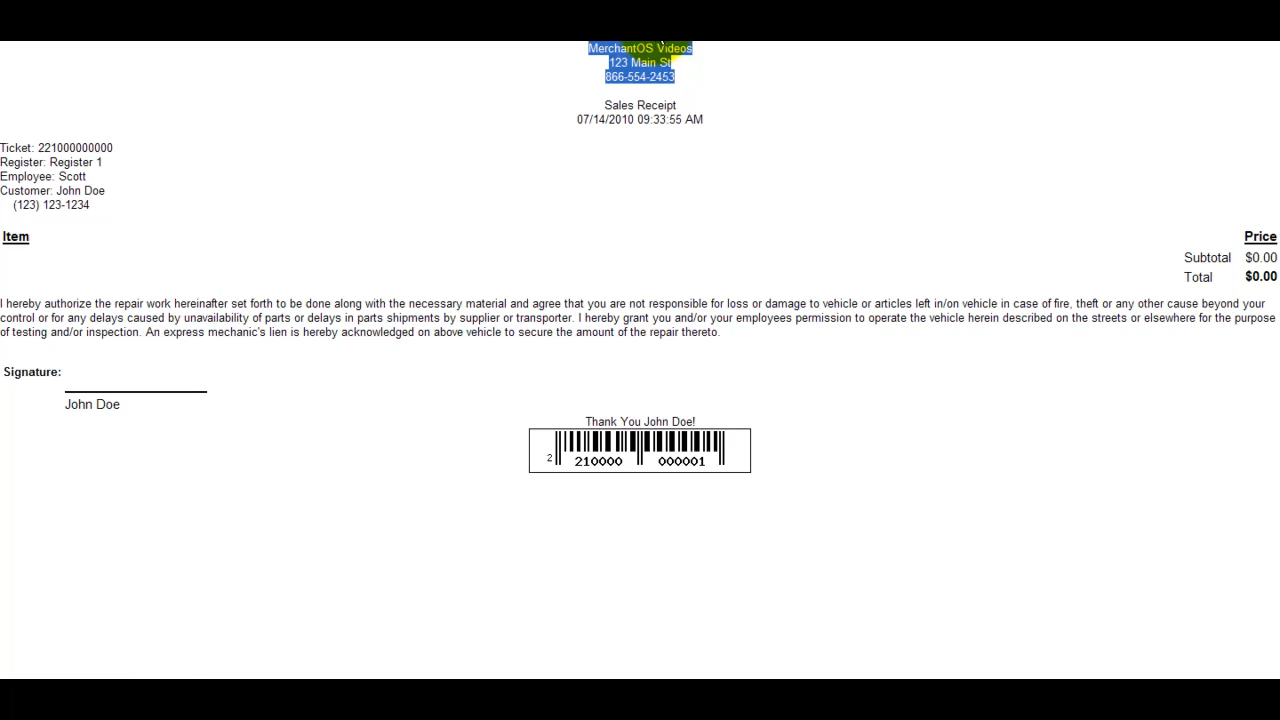 MerchantOS Videos
123 Main St
866-554-2453
Sales Receipt
07/14/2010 09:33:55 AM
Ticket: 221000000000
Register: Register 1
Employee: Scott
Customer: John Doe
(123) 123-1234
Item Price
Subtotal $0.00
Total $0.00
I hereby authorize the repair work hereinafter set forth to be done along with the necessary material and agree that you are not responsible for loss or damage to vehicle or articles left in/on vehicle in case of fire, theft or any other cause beyond your
control or for any delays caused by unavailability of parts or delays in parts shipments by supplier or transporter. I hereby grant you and/or your employees permission to operate the vehicle herein described on the streets or elsewhere for the purpose
of testing and/or inspection. An express mechanic's lien is hereby acknowledged on above vehicle to secure the amount of the repair thereto.
Signature:
John Doe
Thank You John Doe!
2 210000 000001